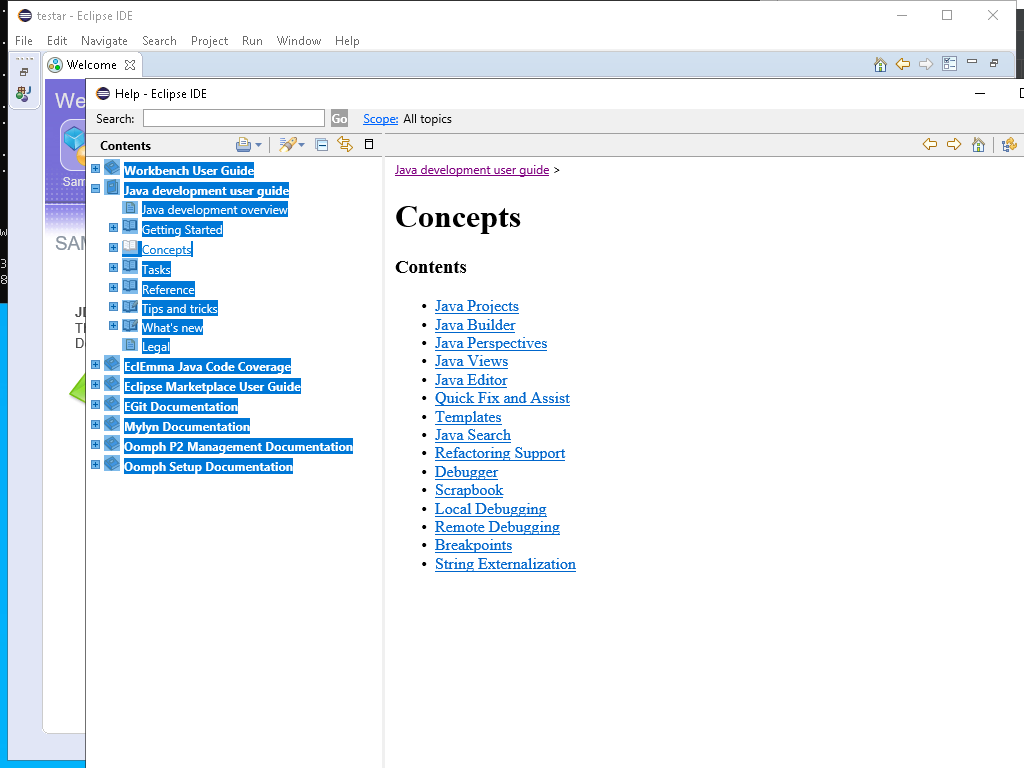 testar - Eclipse IDE
File Edit Navigate Search Project Run Window Help
Welcome
Help - Eclipse IDE
Search: Go Scope: All topics
Contents
Workbench User Guide
Java development user guide
Java development overview
Getting Started
Concepts
Tasks
Reference
Tips and tricks
What's new
Legal
EclEmma Java Code Coverage
Eclipse Marketplace User Guide
EGit Documentation
Mylyn Documentation
Oomph P2 Management Documentation
Oomph Setup Documentation
Java development user guide >
Concepts
Contents
• Java Projects
• Java Builder
• Java Perspectives
• Java Views
• Java Editor
• Quick Fix and Assist
• Templates
• Java Search
• Refactoring Support
• Debugger
• Scrapbook
• Local Debugging
• Remote Debugging
• Breakpoints
• String Externalization
We
Sam
SAM